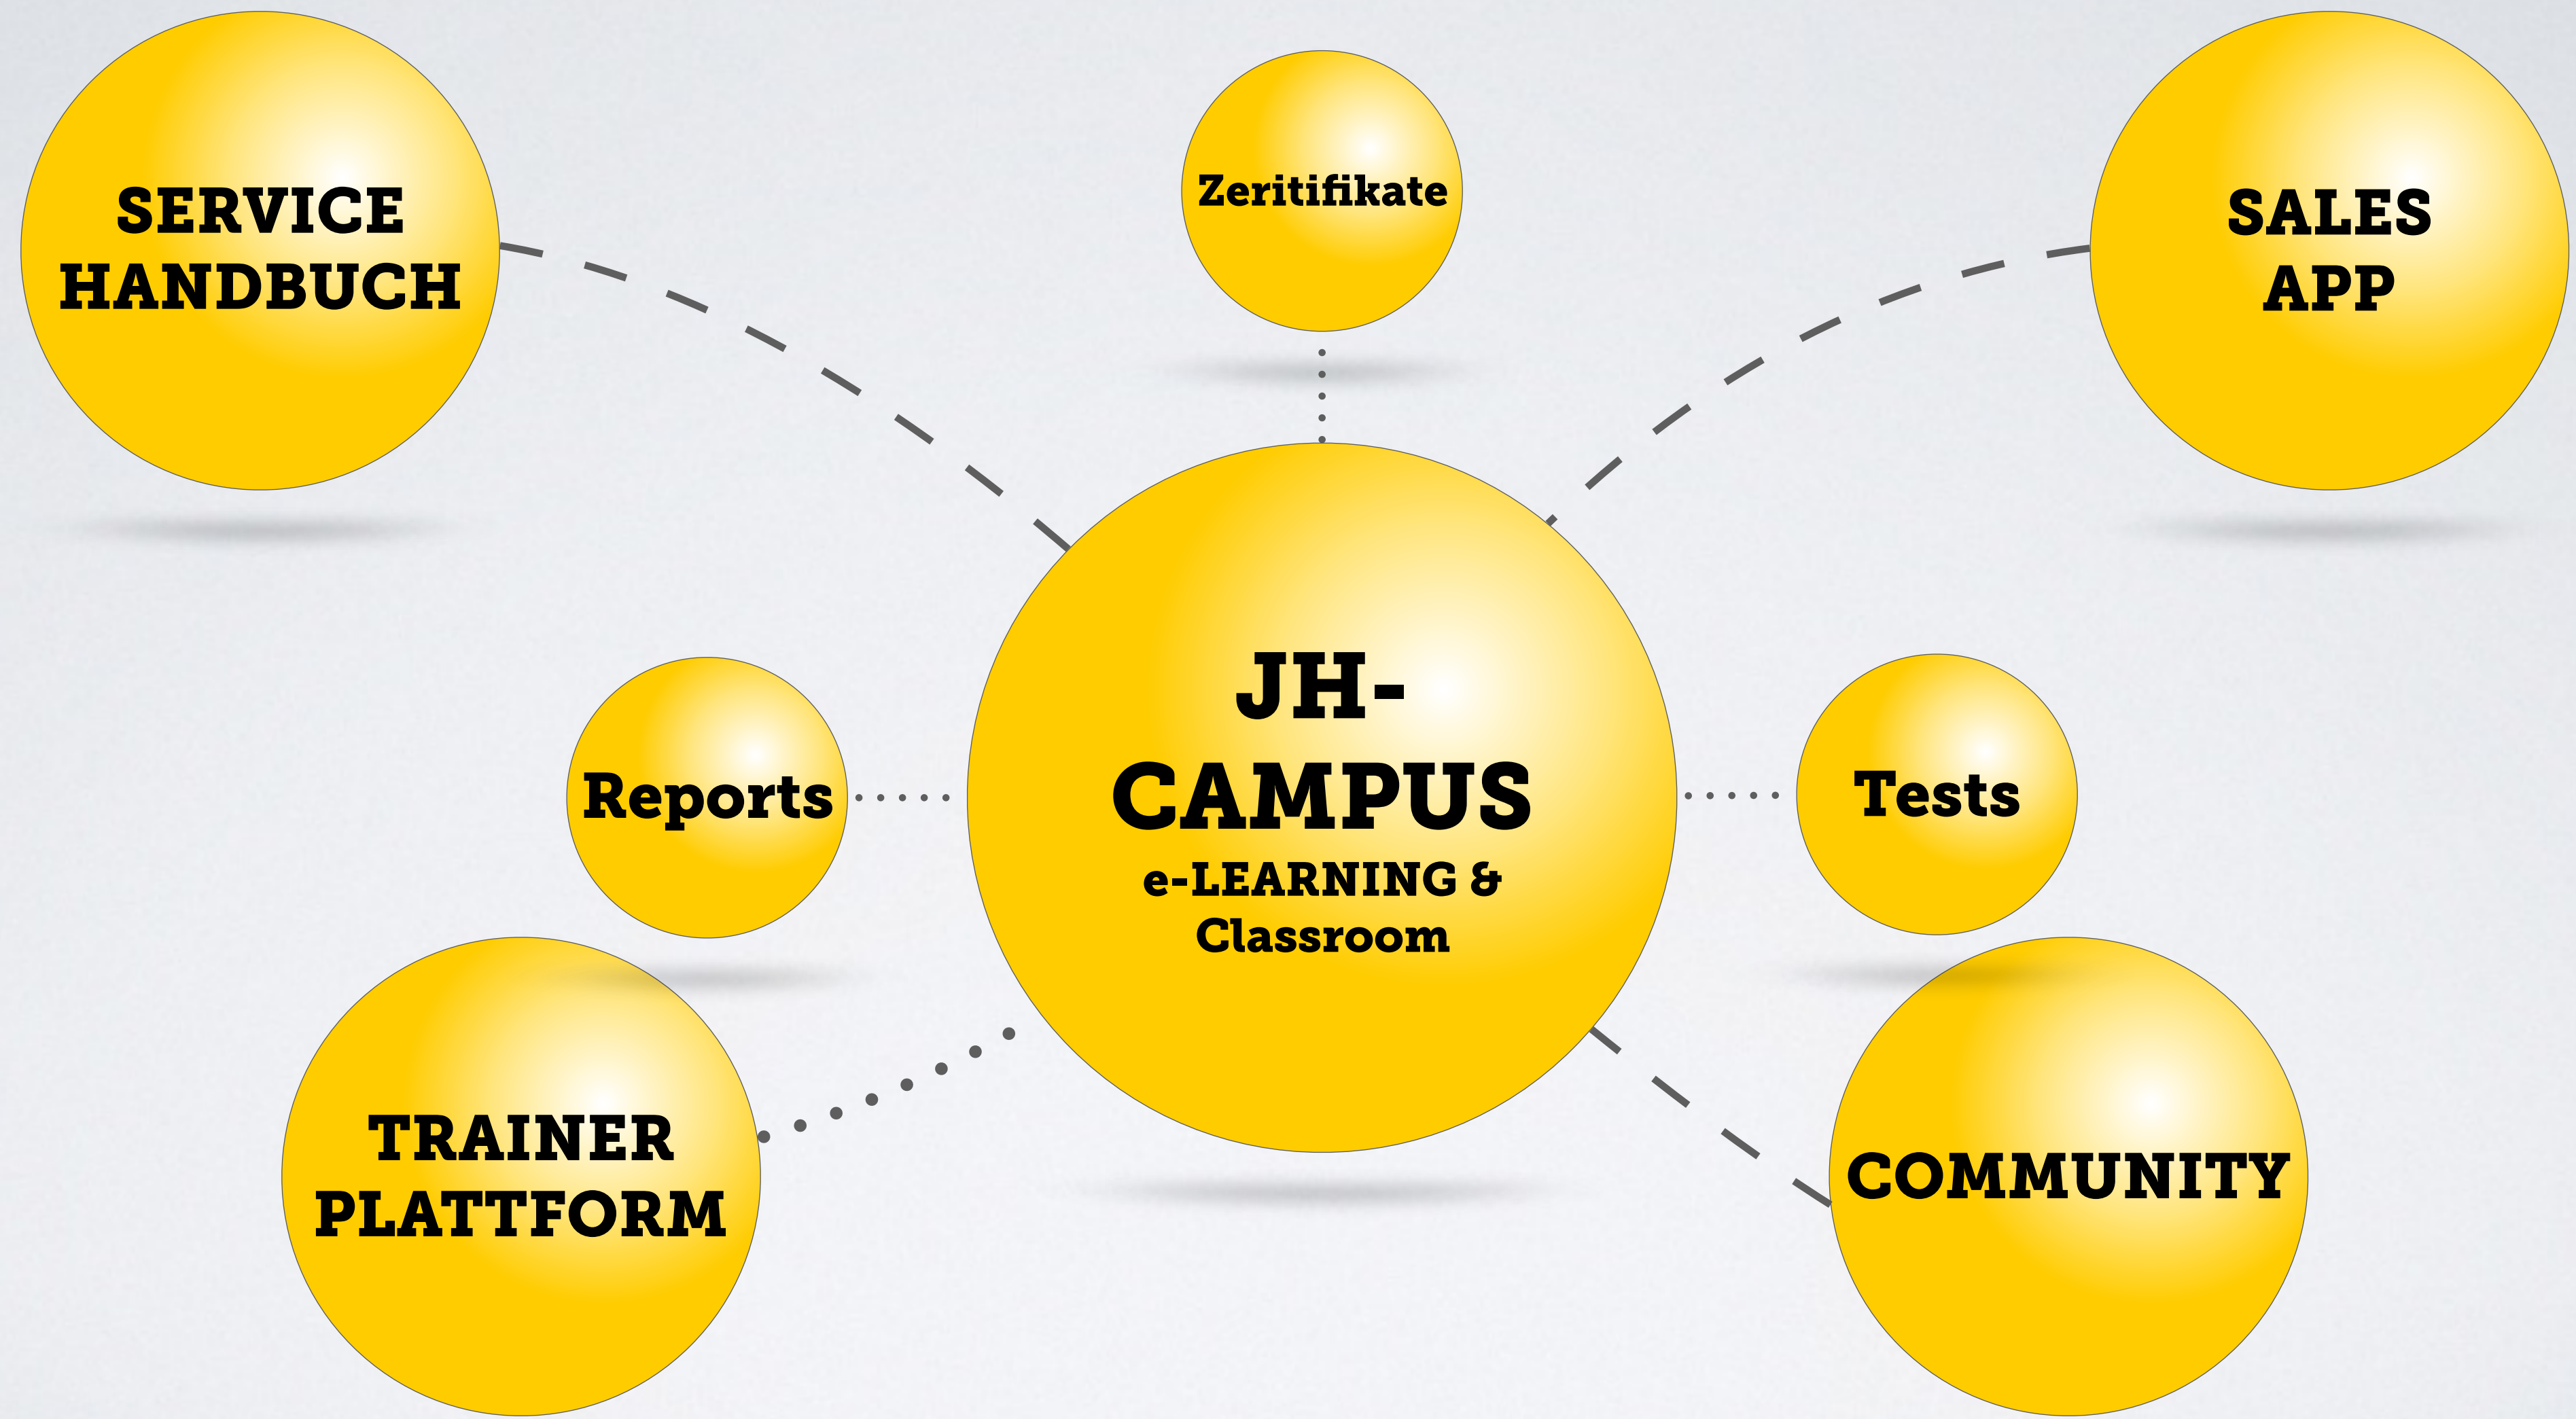 SERVICE
HANDBUCH
Zeritifikate
SALES
APP
JH-
CAMPUS
e-LEARNING &
Classroom
Reports
Tests
TRAINER
PLATTFORM
COMMUNITY